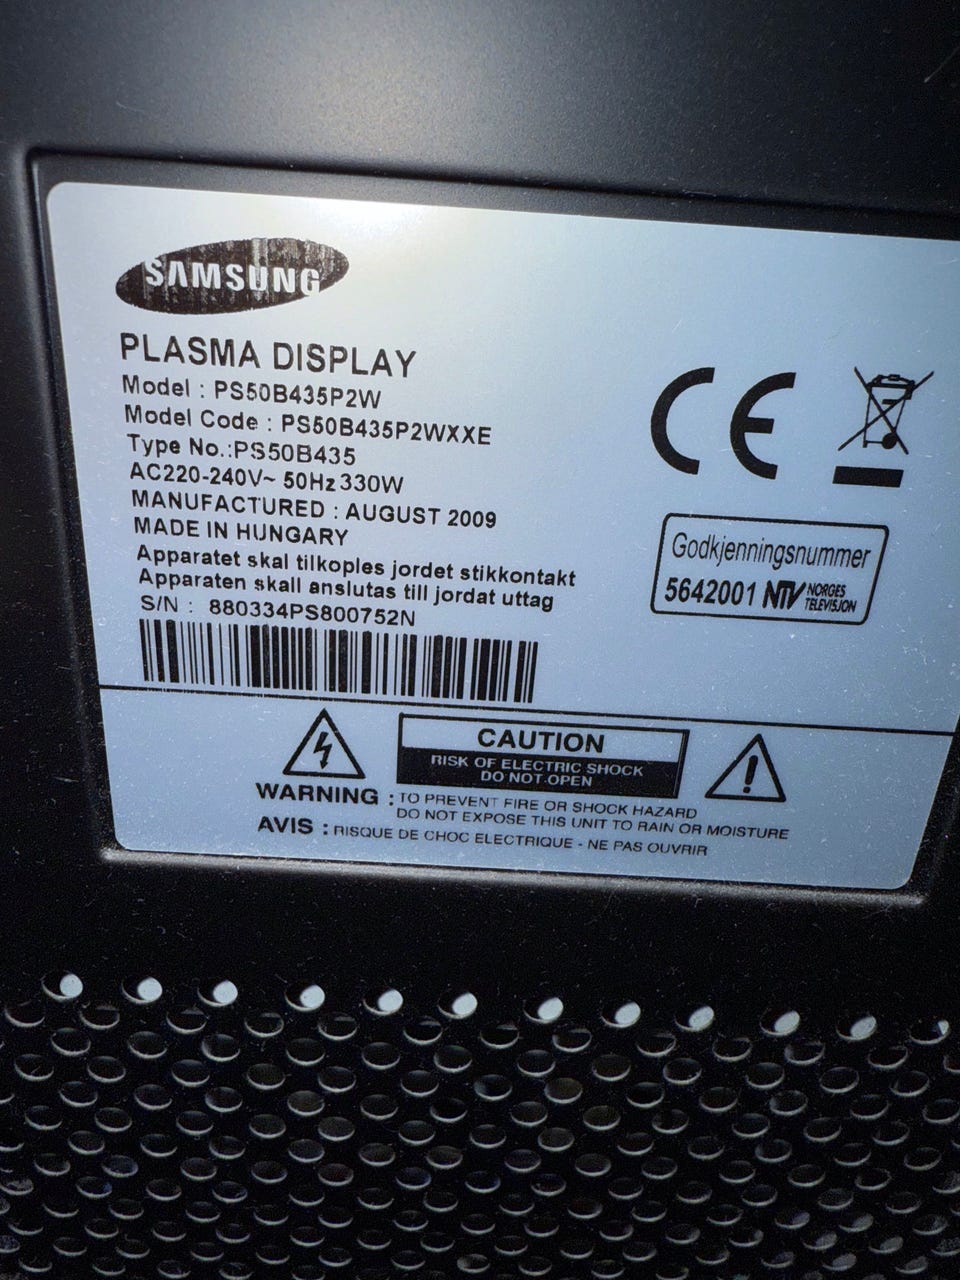 SAMSUNG
PLASMA DISPLAY
Model : PS50B435P2W
Model Code : PS50B435P2WXXE
Type No.:PS50B435
AC220-240V~ 50Hz 330W
MANUFACTURED : AUGUST 2009
MADE IN HUNGARY
Apparatet skal tilkoples jordet stikkontakt
Apparaten skall anslutas till jordat uttag
S/N : 880334PS800752N
CE
Godkjenningsnummer
5642001 NTV NORGES
TELEVISJON
CAUTION
RISK OF ELECTRIC SHOCK
DO NOT OPEN
WARNING : TO PREVENT FIRE OR SHOCK HAZARD
DO NOT EXPOSE THIS UNIT TO RAIN OR MOISTURE
AVIS : RISQUE DE CHOC ELECTRIQUE - NE PAS OUVRIR